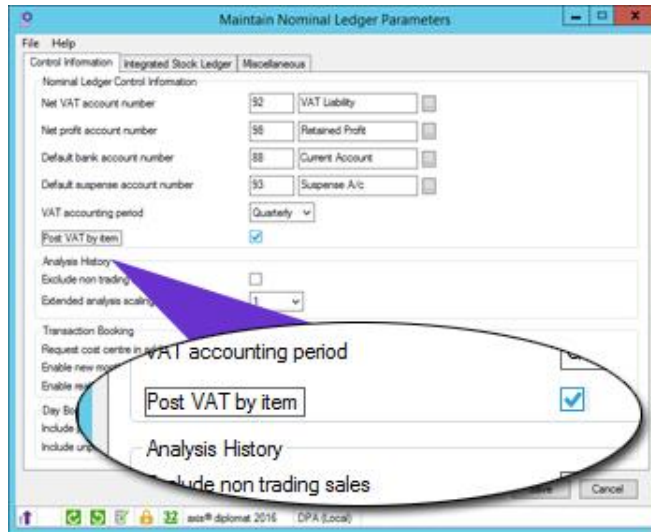 Maintain Nominal Ledger Parameters
File Help
Control Information Integrated Stock Ledger Miscellaneous
Nominal Ledger Control Information
Net VAT account number 92 VAT Liability
Net profit account number 98 Retained Profit
Default bank account number 88 Current Account
Default suspense account number 93 Suspense A/c
VAT accounting period Quarterly
Post VAT by item
Analysis History
Exclude non trading
Extended analysis scaling 1
Transaction Booking
Request cost centre in
Enable new
Enable
Day
Include
Include
VAT accounting period
Post VAT by item
Analysis History
Exclude non trading sales
Cancel
axis® diplomat 2016 DPA (Local)